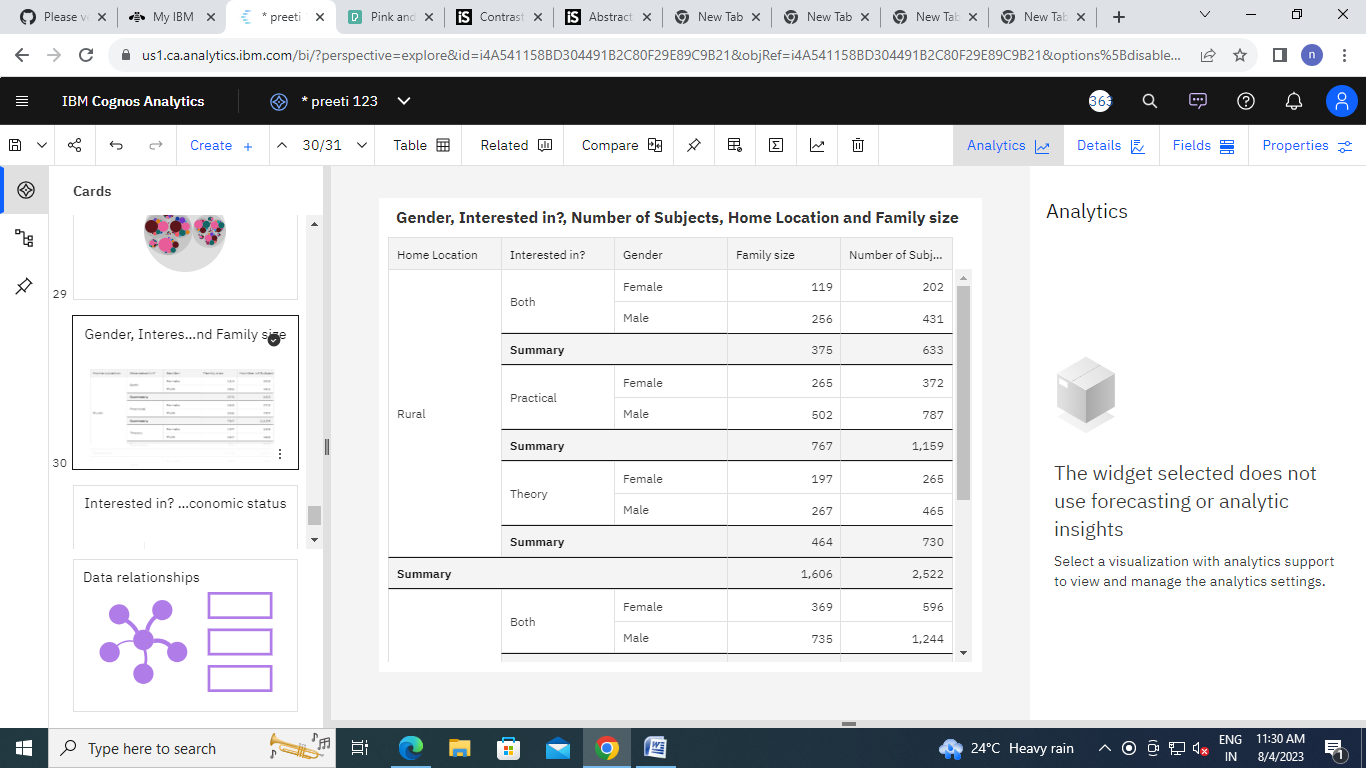 Please ve
My IBM
* preeti
Pink and
Contrast
Abstract
New Tab
New Tab
New Tab
New Tab
us1.ca.analytics.ibm.com/bi/?perspective=explore&id=i4A541158BD304491B2C80F29E89C9B21&objRef=i4A541158BD304491B2C80F29E89C9B21&options%5Bdisable...
n
IBM Cognos Analytics
* preeti 123
363
Create +
30/31
Table
Related
Compare
Analytics
Details
Fields
Properties
Cards
29
Gender, Interes...nd Family size
30
Interested in? ...conomic status
Data relationships
Gender, Interested in?, Number of Subjects, Home Location and Family size
Home Location Interested in? Gender Family size Number of Subj...
Rural Both Female 119 202
Male 256 431
Summary 375 633
Practical Female 265 372
Male 502 787
Summary 767 1,159
Theory Female 197 265
Male 267 465
Summary 464 730
Summary 1,606 2,522
Both Female 369 596
Male 735 1,244
Analytics
The widget selected does not
use forecasting or analytic
insights
Select a visualization with analytics support
to view and manage the analytics settings.
Type here to search
24°C Heavy rain
ENG
IN
11:30 AM
8/4/2023
1